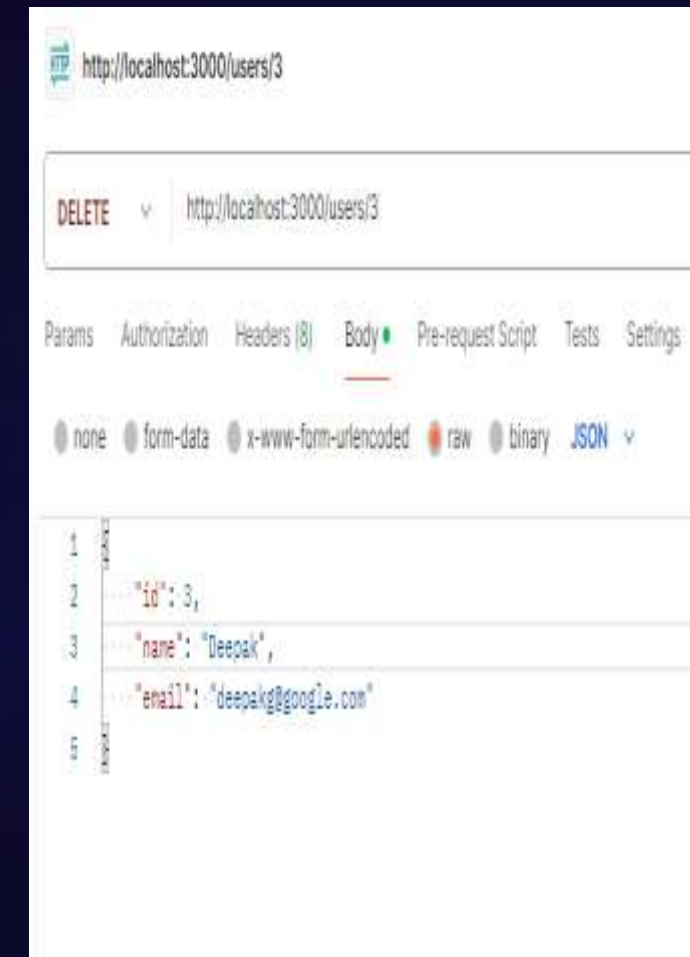 HTTP http://localhost:3000/users/3
DELETE http://localhost:3000/users/3
Params Authorization Headers (8) Body Pre-request Script Tests Settings
none form-data x-www-form-urlencoded raw binary JSON
1 {
2 "id": 3,
3 "name": "Deepak",
4 "email": "deepakg@google.com"
5 }